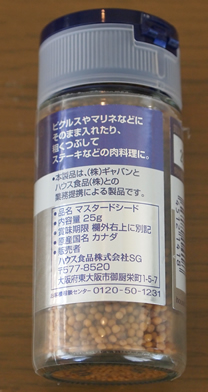 ピクルスやマリネなどに
そのまま入れたり、
軽くつぶして
ステーキなどの肉料理に。
・本製品は、(株)ギャバンと
ハウス食品(株)との
業務提携による製品です。
・品名 マスタードシード
・内容量 25g
・賞味期限 欄外右上に別記
・原産国名 カナダ
・販売者
ハウス食品株式会社SG
〒577-8520
大阪府東大阪市御厨栄町1-5-7
センター 0120-50-1231